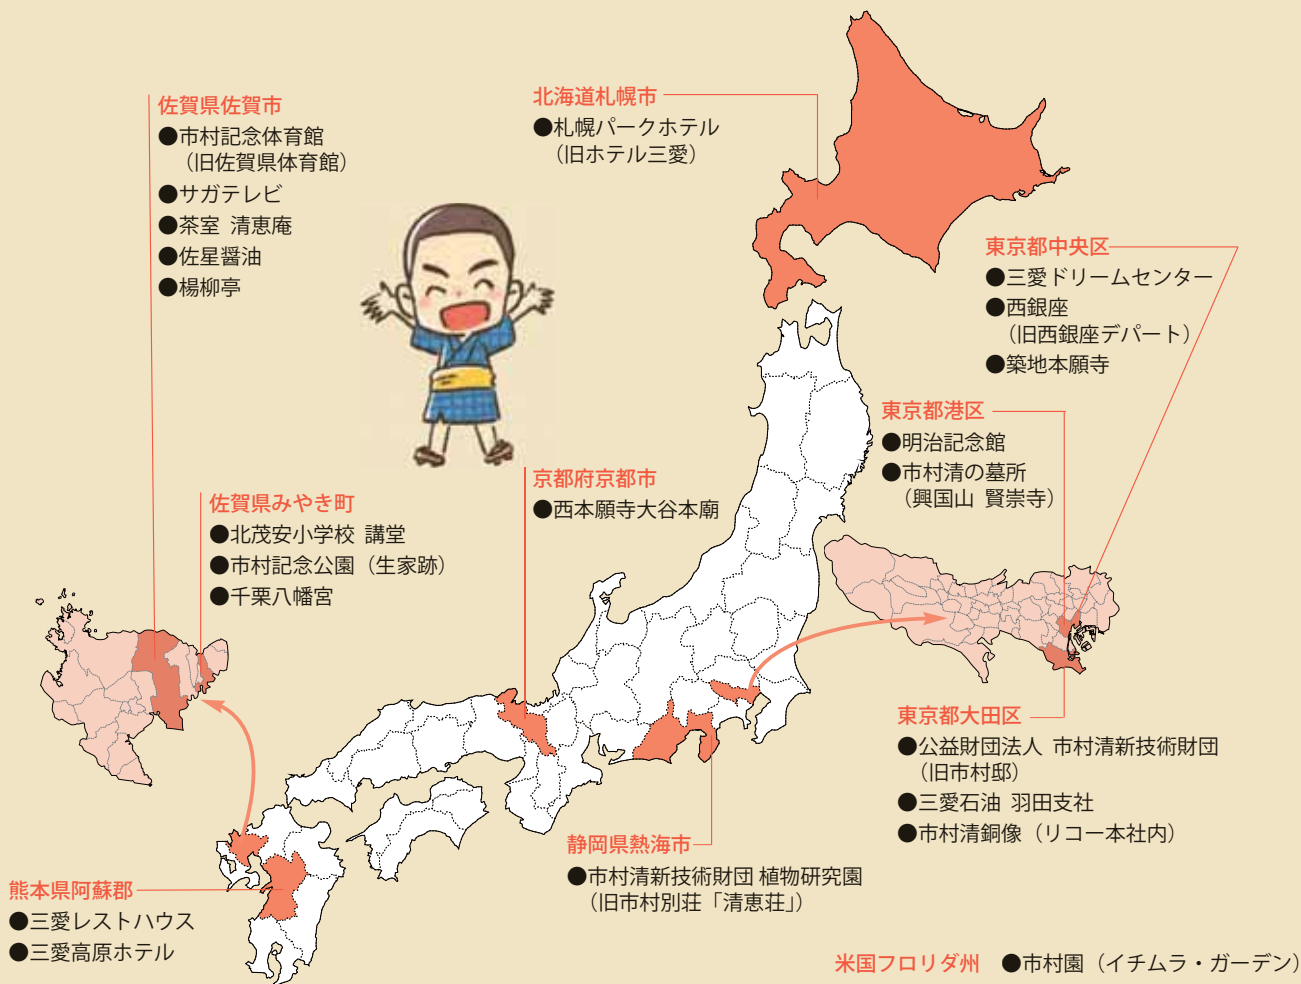 佐賀県佐賀市
●市村記念体育館
（旧佐賀県体育館）
●サガテレビ
●茶室 清恵庵
●佐星醤油
●楊柳亭
北海道札幌市
●札幌パークホテル
（旧ホテル三愛）
東京都中央区
●三愛ドリームセンター
●西銀座
（旧西銀座デパート）
●築地本願寺
東京都港区
●明治記念館
●市村清の墓所
（興国山 賢崇寺）
京都府京都市
●西本願寺大谷本廟
佐賀県みやき町
●北茂安小学校 講堂
●市村記念公園（生家跡）
●千栗八幡宮
東京都大田区
●公益財団法人 市村清新技術財団
（旧市村邸）
●三愛石油 羽田支社
●市村清銅像（リコー本社内）
静岡県熱海市
●市村清新技術財団 植物研究園
（旧市村別荘「清恵荘」）
熊本県阿蘇郡
●三愛レストハウス
●三愛高原ホテル
米国フロリダ州 ●市村園（イチムラ・ガーデン）